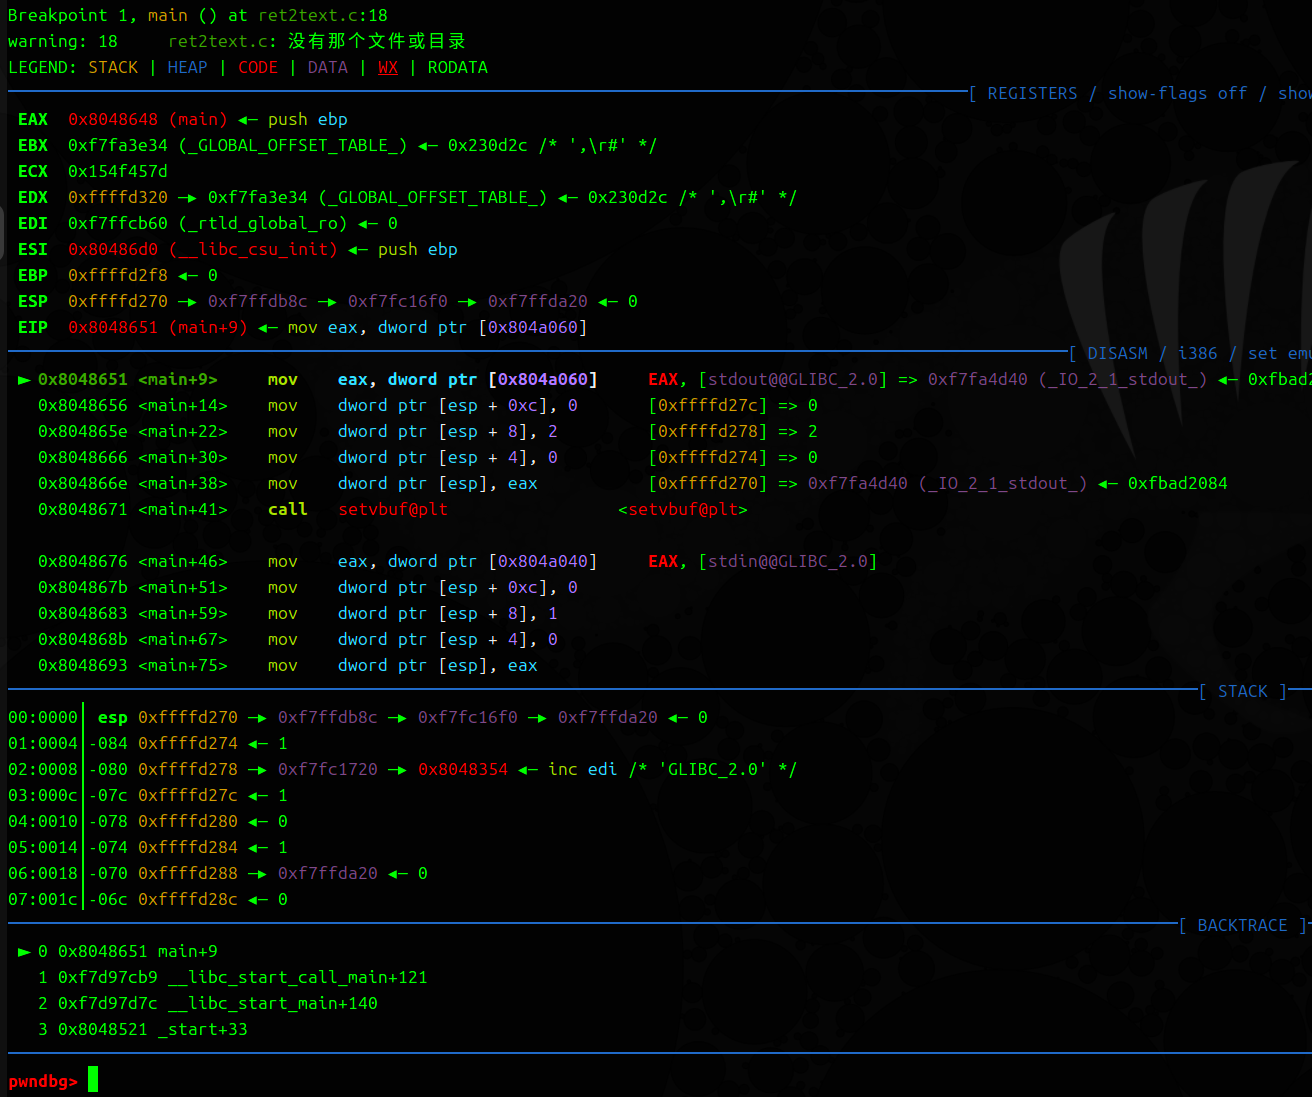 Breakpoint 1, main () at ret2text.c:18
warning: 18     ret2text.c: 没有那个文件或目录
LEGEND: STACK | HEAP | CODE | DATA | WX | RODATA
[ REGISTERS / show-flags off / show
EAX  0x8048648 (main) ◂— push ebp
EBX  0xf7fa3e34 (_GLOBAL_OFFSET_TABLE_) ◂— 0x230d2c /* ',\r#' */
ECX  0x154f457d
EDX  0xffffd320 —▸ 0xf7fa3e34 (_GLOBAL_OFFSET_TABLE_) ◂— 0x230d2c /* ',\r#' */
EDI  0xf7ffcb60 (_rtld_global_ro) ◂— 0
ESI  0x80486d0 (__libc_csu_init) ◂— push ebp
EBP  0xffffd2f8 ◂— 0
ESP  0xffffd270 —▸ 0xf7ffdb8c —▸ 0xf7fc16f0 —▸ 0xf7ffda20 ◂— 0
EIP  0x8048651 (main+9) ◂— mov eax, dword ptr [0x804a060]
[ DISASM / i386 / set emu
► 0x8048651 <main+9>     mov    eax, dword ptr [0x804a060]     EAX, [stdout@@GLIBC_2.0] => 0xf7fa4d40 (_IO_2_1_stdout_) ◂— 0xfbad2
0x8048656 <main+14>    mov    dword ptr [esp + 0xc], 0       [0xffffd27c] => 0
0x804865e <main+22>    mov    dword ptr [esp + 8], 2         [0xffffd278] => 2
0x8048666 <main+30>    mov    dword ptr [esp + 4], 0         [0xffffd274] => 0
0x804866e <main+38>    mov    dword ptr [esp], eax           [0xffffd270] => 0xf7fa4d40 (_IO_2_1_stdout_) ◂— 0xfbad2084
0x8048671 <main+41>    call   setvbuf@plt                 <setvbuf@plt>
0x8048676 <main+46>    mov    eax, dword ptr [0x804a040]     EAX, [stdin@@GLIBC_2.0]
0x804867b <main+51>    mov    dword ptr [esp + 0xc], 0
0x8048683 <main+59>    mov    dword ptr [esp + 8], 1
0x804868b <main+67>    mov    dword ptr [esp + 4], 0
0x8048693 <main+75>    mov    dword ptr [esp], eax
[ STACK ]
00:0000│ esp 0xffffd270 —▸ 0xf7ffdb8c —▸ 0xf7fc16f0 —▸ 0xf7ffda20 ◂— 0
01:0004│-084 0xffffd274 ◂— 1
02:0008│-080 0xffffd278 —▸ 0xf7fc1720 —▸ 0x8048354 ◂— inc edi /* 'GLIBC_2.0' */
03:000c│-07c 0xffffd27c ◂— 1
04:0010│-078 0xffffd280 ◂— 0
05:0014│-074 0xffffd284 ◂— 1
06:0018│-070 0xffffd288 —▸ 0xf7ffda20 ◂— 0
07:001c│-06c 0xffffd28c ◂— 0
[ BACKTRACE ]
► 0 0x8048651 main+9
1 0xf7d97cb9 __libc_start_call_main+121
2 0xf7d97d7c __libc_start_main+140
3 0x8048521 _start+33
pwndbg>